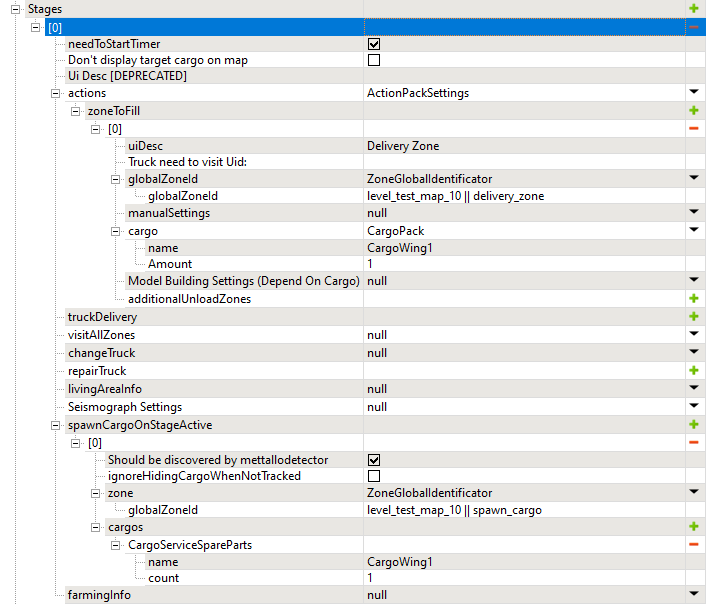 Stages
[0]
needToStartTimer
Don't display target cargo on map
Ui Desc [DEPRECATED]
actions ActionPackSettings
zoneToFill
[0]
uiDesc Delivery Zone
Truck need to visit Uid:
globalZoneId ZoneGlobalIdentificator
globalZoneId level_test_map_10 || delivery_zone
manualSettings null
cargo CargoPack
name CargoWing1
Amount 1
Model Building Settings (Depend On Cargo) null
additionalUnloadZones
truckDelivery
visitAllZones null
changeTruck null
repairTruck
livingAreaInfo null
Seismograph Settings null
spawnCargoOnStageActive
[0]
Should be discovered by mettallodetector
ignoreHidingCargoWhenNotTracked
zone ZoneGlobalIdentificator
globalZoneId level_test_map_10 || spawn_cargo
cargos
CargoServiceSpareParts
name CargoWing1
count 1
farmingInfo null